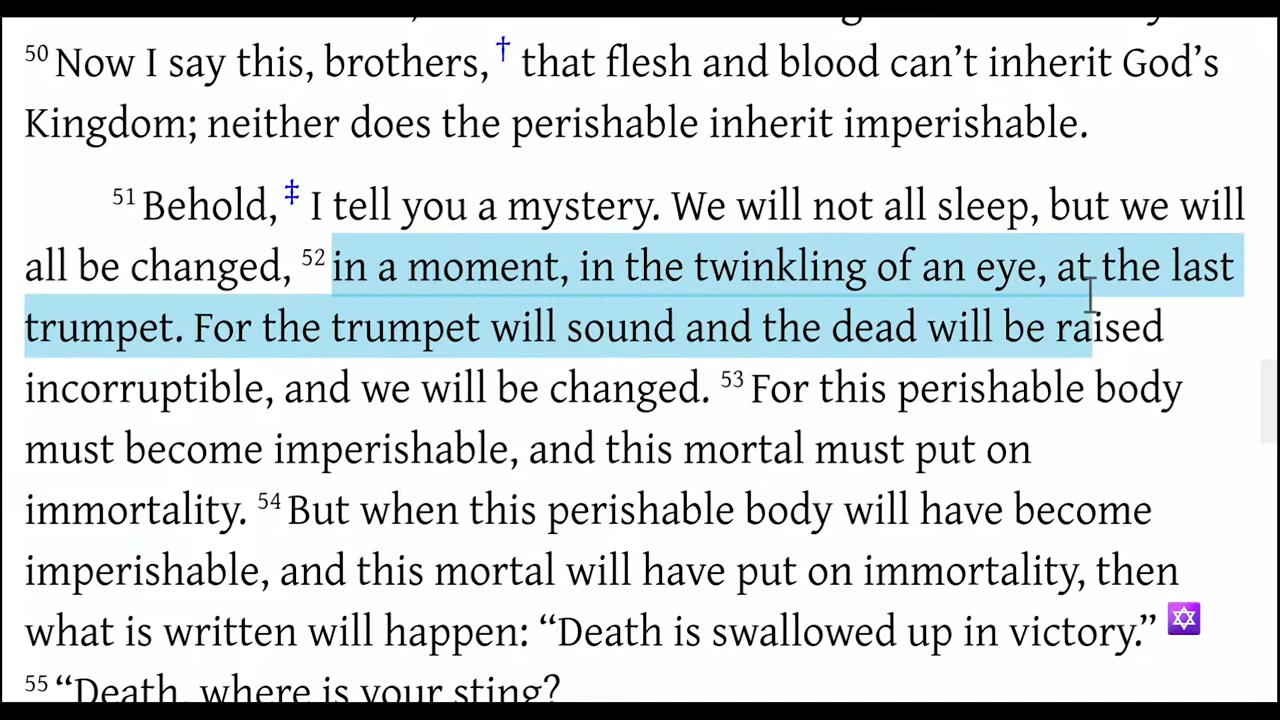 50 Now I say this, brothers,† that flesh and blood can’t inherit God’s
Kingdom; neither does the perishable inherit imperishable.
51 Behold,‡ I tell you a mystery. We will not all sleep, but we will
all be changed, 52 in a moment, in the twinkling of an eye, at the last
trumpet. For the trumpet will sound and the dead will be raised
incorruptible, and we will be changed. 53 For this perishable body
must become imperishable, and this mortal must put on
immortality. 54 But when this perishable body will have become
imperishable, and this mortal will have put on immortality, then
what is written will happen: “Death is swallowed up in victory.” 🔯
55 “Death, where is your sting?